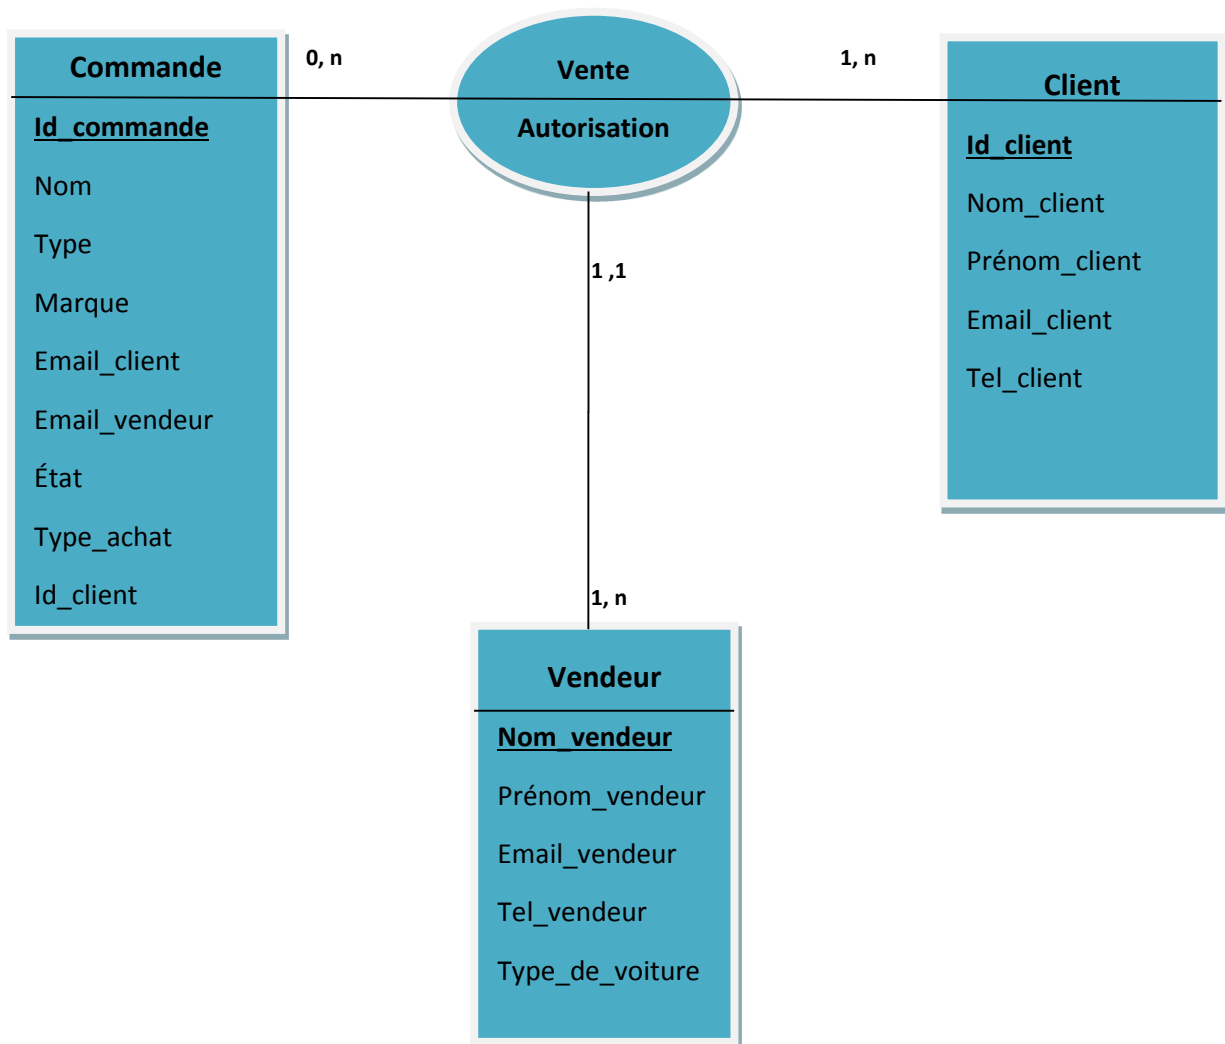 Commande
Id_commande
Nom
Type
Marque
Email_client
Email_vendeur
État
Type_achat
Id_client
0, n
Vente
Autorisation
1, n
Client
Id_client
Nom_client
Prénom_client
Email_client
Tel_client
1 ,1
1, n
Vendeur
Nom_vendeur
Prénom_vendeur
Email_vendeur
Tel_vendeur
Type_de_voiture